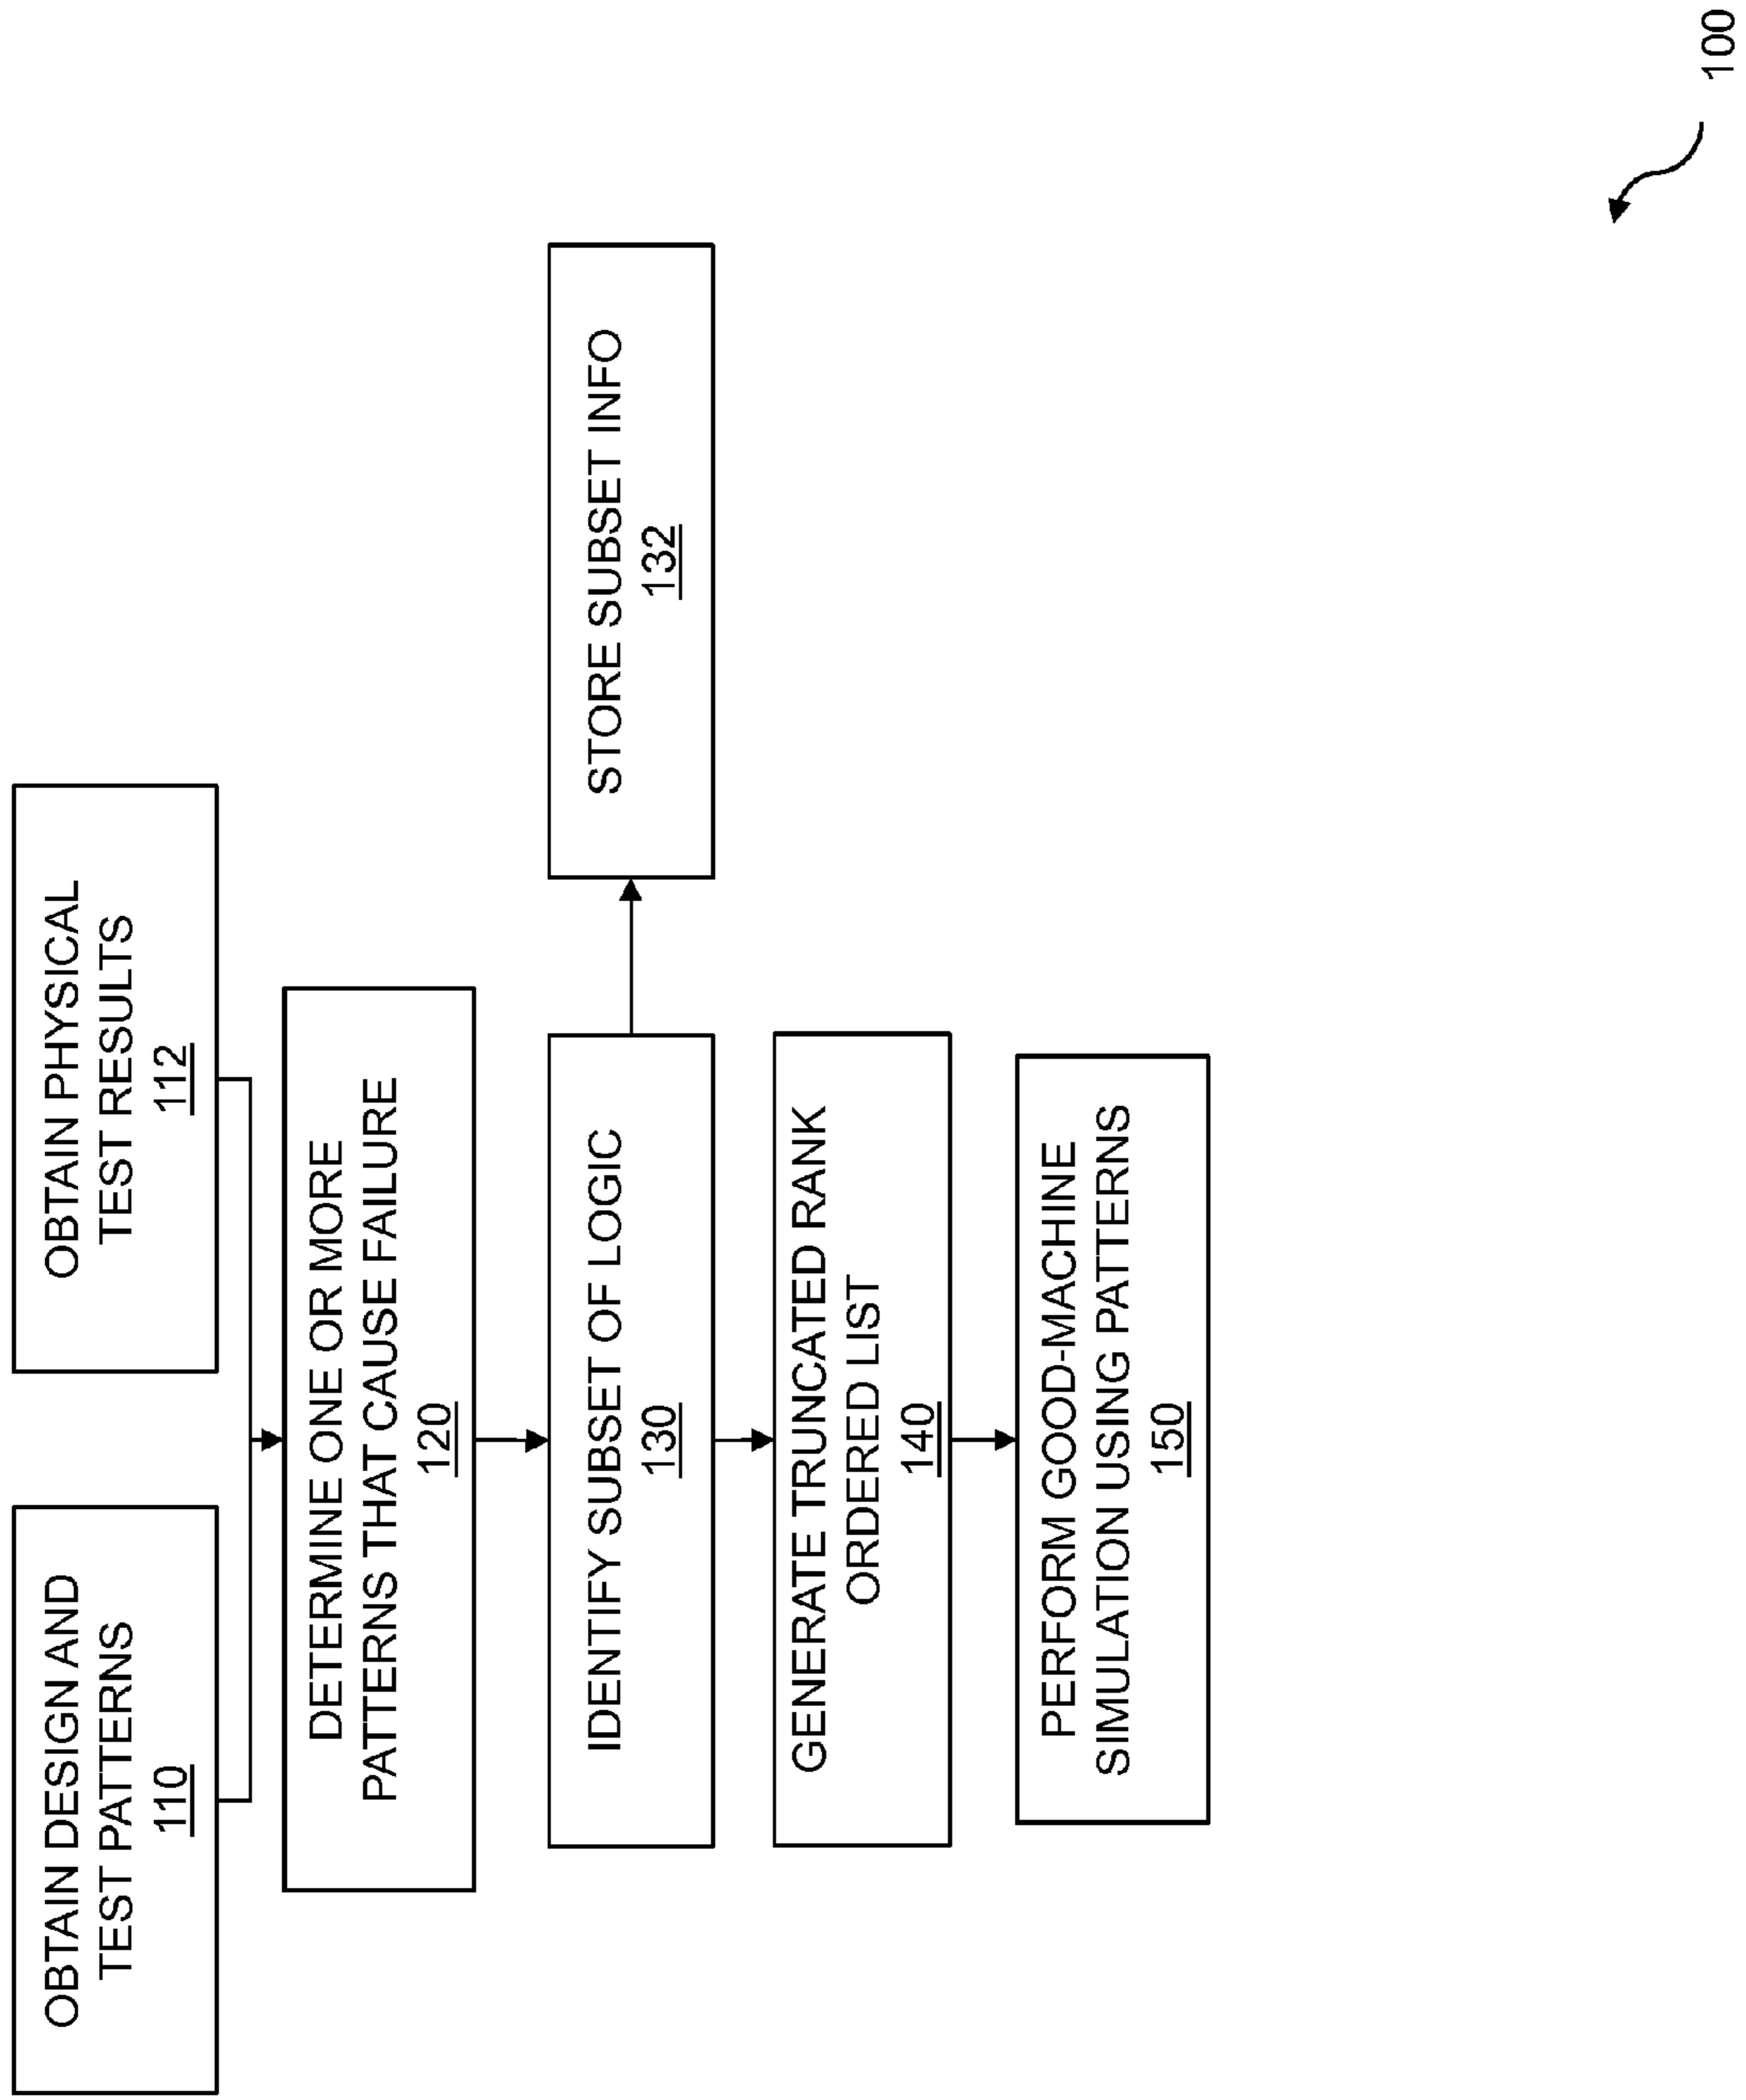 OBTAIN DESIGN AND
TEST PATTERNS
110
OBTAIN PHYSICAL
TEST RESULTS
112
DETERMINE ONE OR MORE
PATTERNS THAT CAUSE FAILURE
120
IDENTIFY SUBSET OF LOGIC
130
STORE SUBSET INFO
132
GENERATE TRUNCATED RANK
ORDERED LIST
140
PERFORM GOOD-MACHINE
SIMULATION USING PATTERNS
150
100